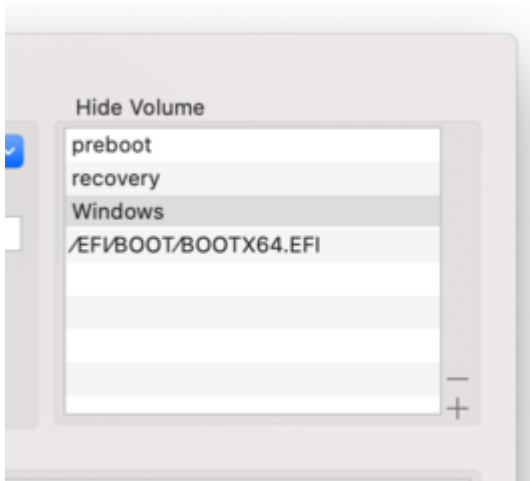 Hide Volume
preboot
recovery
Windows
/EFI/BOOT/BOOTX64.EFI